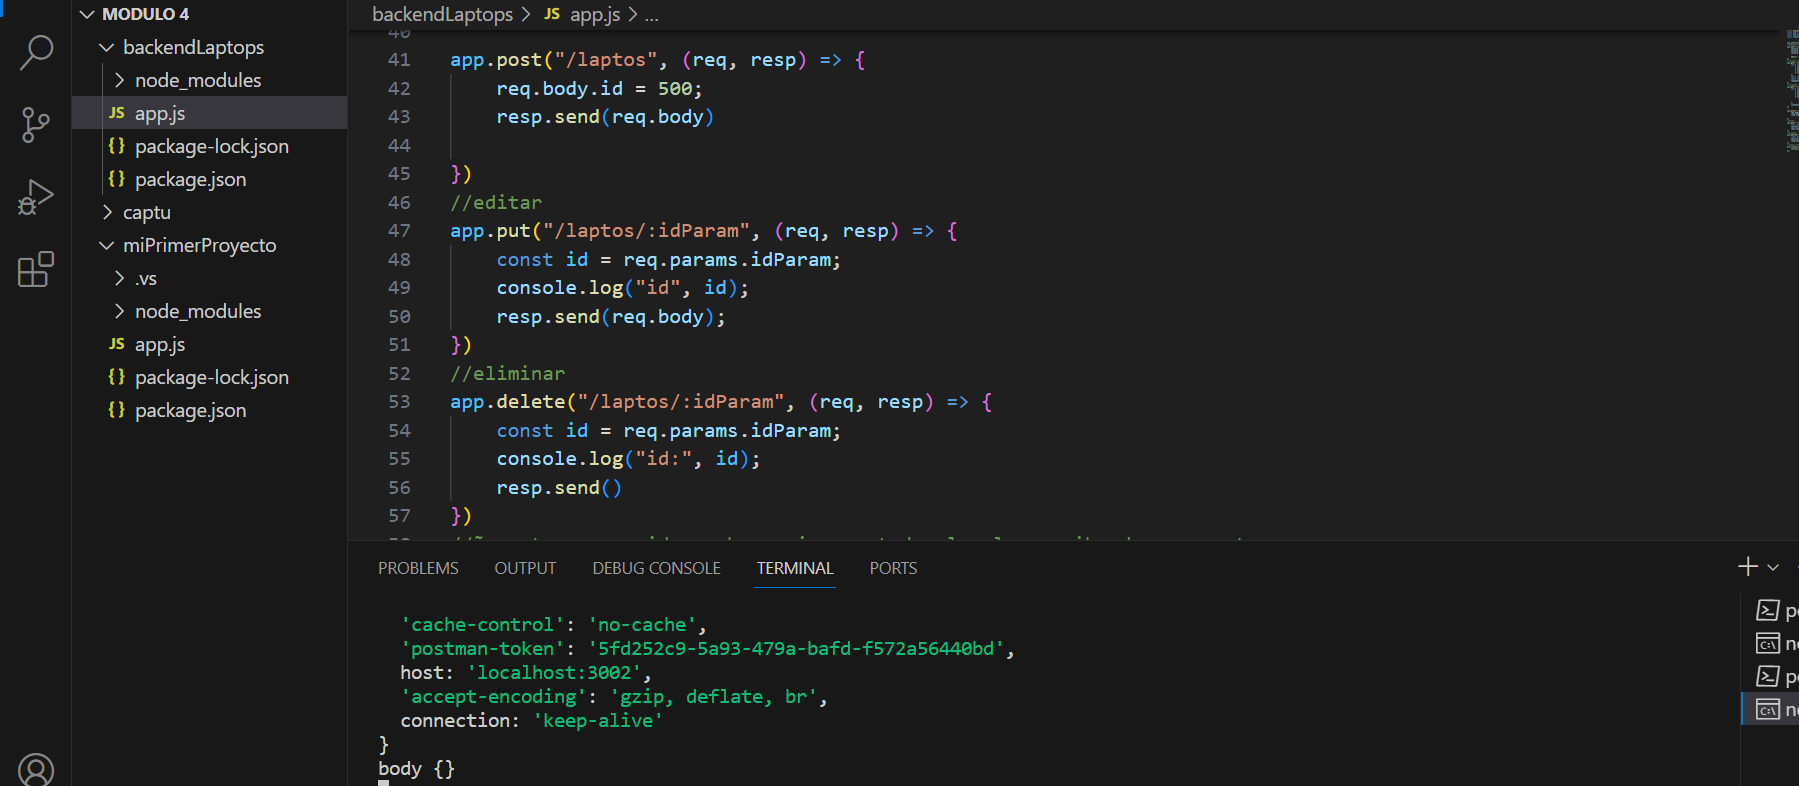 MODULO 4
backendLaptops
node_modules
JS app.js
{} package-lock.json
{} package.json
captu
miPrimerProyecto
.vs
node_modules
JS app.js
{} package-lock.json
{} package.json
backendLaptops > JS app.js > ...
40
41 app.post("/laptos", (req, resp) => {
42 req.body.id = 500;
43 resp.send(req.body)
44
45 })
46 //editar
47 app.put("/laptos/:idParam", (req, resp) => {
48 const id = req.params.idParam;
49 console.log("id", id);
50 resp.send(req.body);
51 })
52 //eliminar
53 app.delete("/laptos/:idParam", (req, resp) => {
54 const id = req.params.idParam;
55 console.log("id:", id);
56 resp.send()
57 })
PROBLEMS OUTPUT DEBUG CONSOLE TERMINAL PORTS
'cache-control': 'no-cache',
'postman-token': '5fd252c9-5a93-479a-bafd-f572a56440bd',
host: 'localhost:3002',
'accept-encoding': 'gzip, deflate, br',
connection: 'keep-alive'
}
body {}